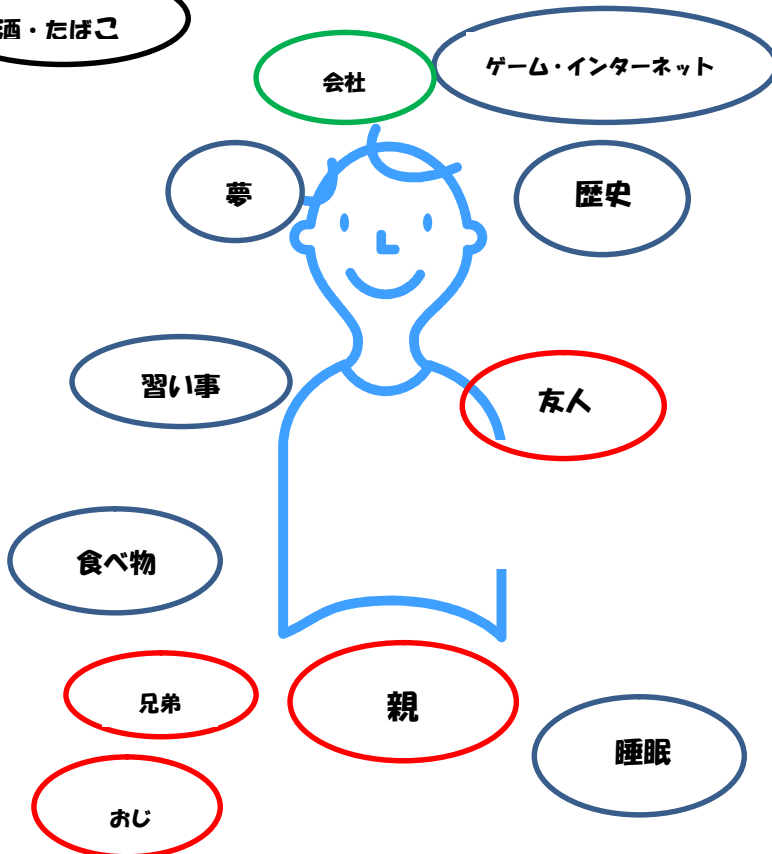 酒・たばこ
会社
ゲーム・インターネット
夢
歴史
習い事
友人
食べ物
兄弟
親
睡眠
おじ